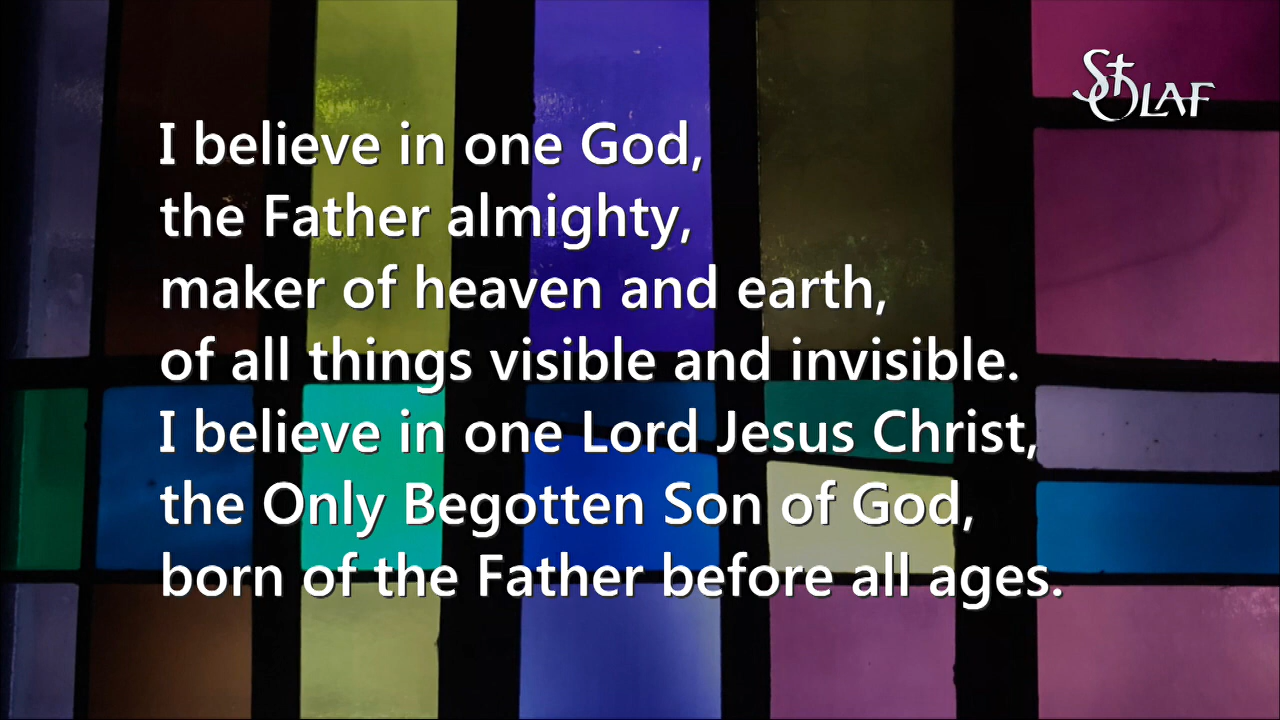 St OLAF
I believe in one God,
the Father almighty,
maker of heaven and earth,
of all things visible and invisible.
I believe in one Lord Jesus Christ,
the Only Begotten Son of God,
born of the Father before all ages.